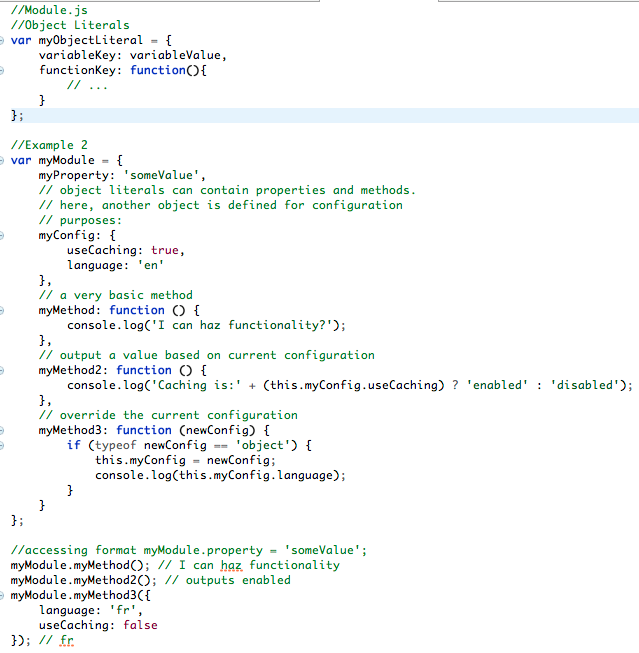 //Module.js
//Object Literals
var myObjectLiteral = {
    variableKey: variableValue,
    functionKey: function(){
        // ...
    }
};

//Example 2
var myModule = {
    myProperty: 'someValue',
    // object literals can contain properties and methods.
    // here, another object is defined for configuration
    // purposes:
    myConfig: {
        useCaching: true,
        language: 'en'
    },
    // a very basic method
    myMethod: function () {
        console.log('I can haz functionality?');
    },
    // output a value based on current configuration
    myMethod2: function () {
        console.log('Caching is:' + (this.myConfig.useCaching) ? 'enabled' : 'disabled');
    },
    // override the current configuration
    myMethod3: function (newConfig) {
        if (typeof newConfig == 'object') {
            this.myConfig = newConfig;
            console.log(this.myConfig.language);
        }
    }
};

//accessing format myModule.property = 'someValue';
myModule.myMethod(); // I can haz functionality
myModule.myMethod2(); // outputs enabled
myModule.myMethod3({
    language: 'fr',
    useCaching: false
}); // fr